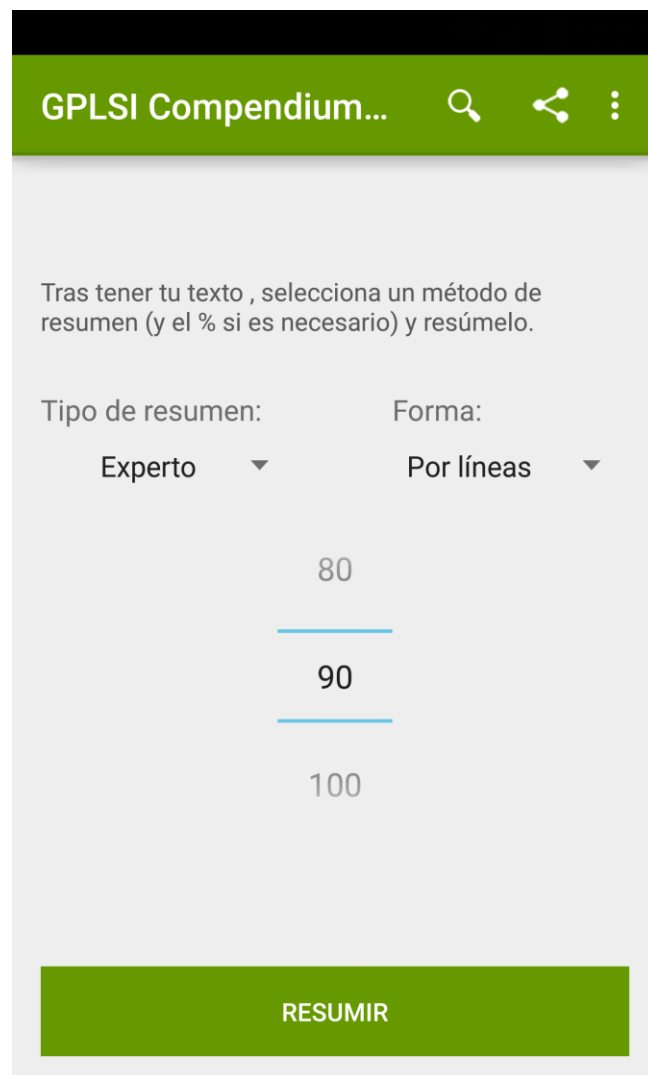 GPLSI Compendium...
Tras tener tu texto , selecciona un método de
resumen (y el % si es necesario) y resúmelo.
Tipo de resumen: Forma:
Experto Por líneas
80
90
100
RESUMIR